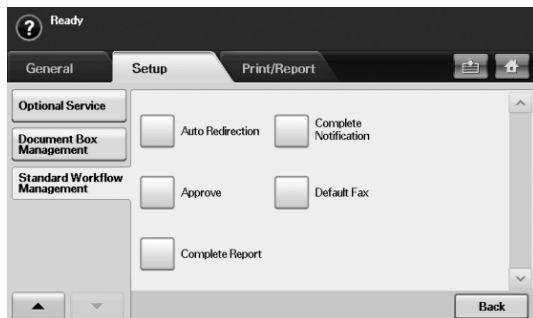 ?
Ready
General
Setup
Print/Report
Optional Service
Document Box
Management
Standard Workflow
Management
Auto Redirection
Complete
Notification
Approve
Default Fax
Complete Report
Back